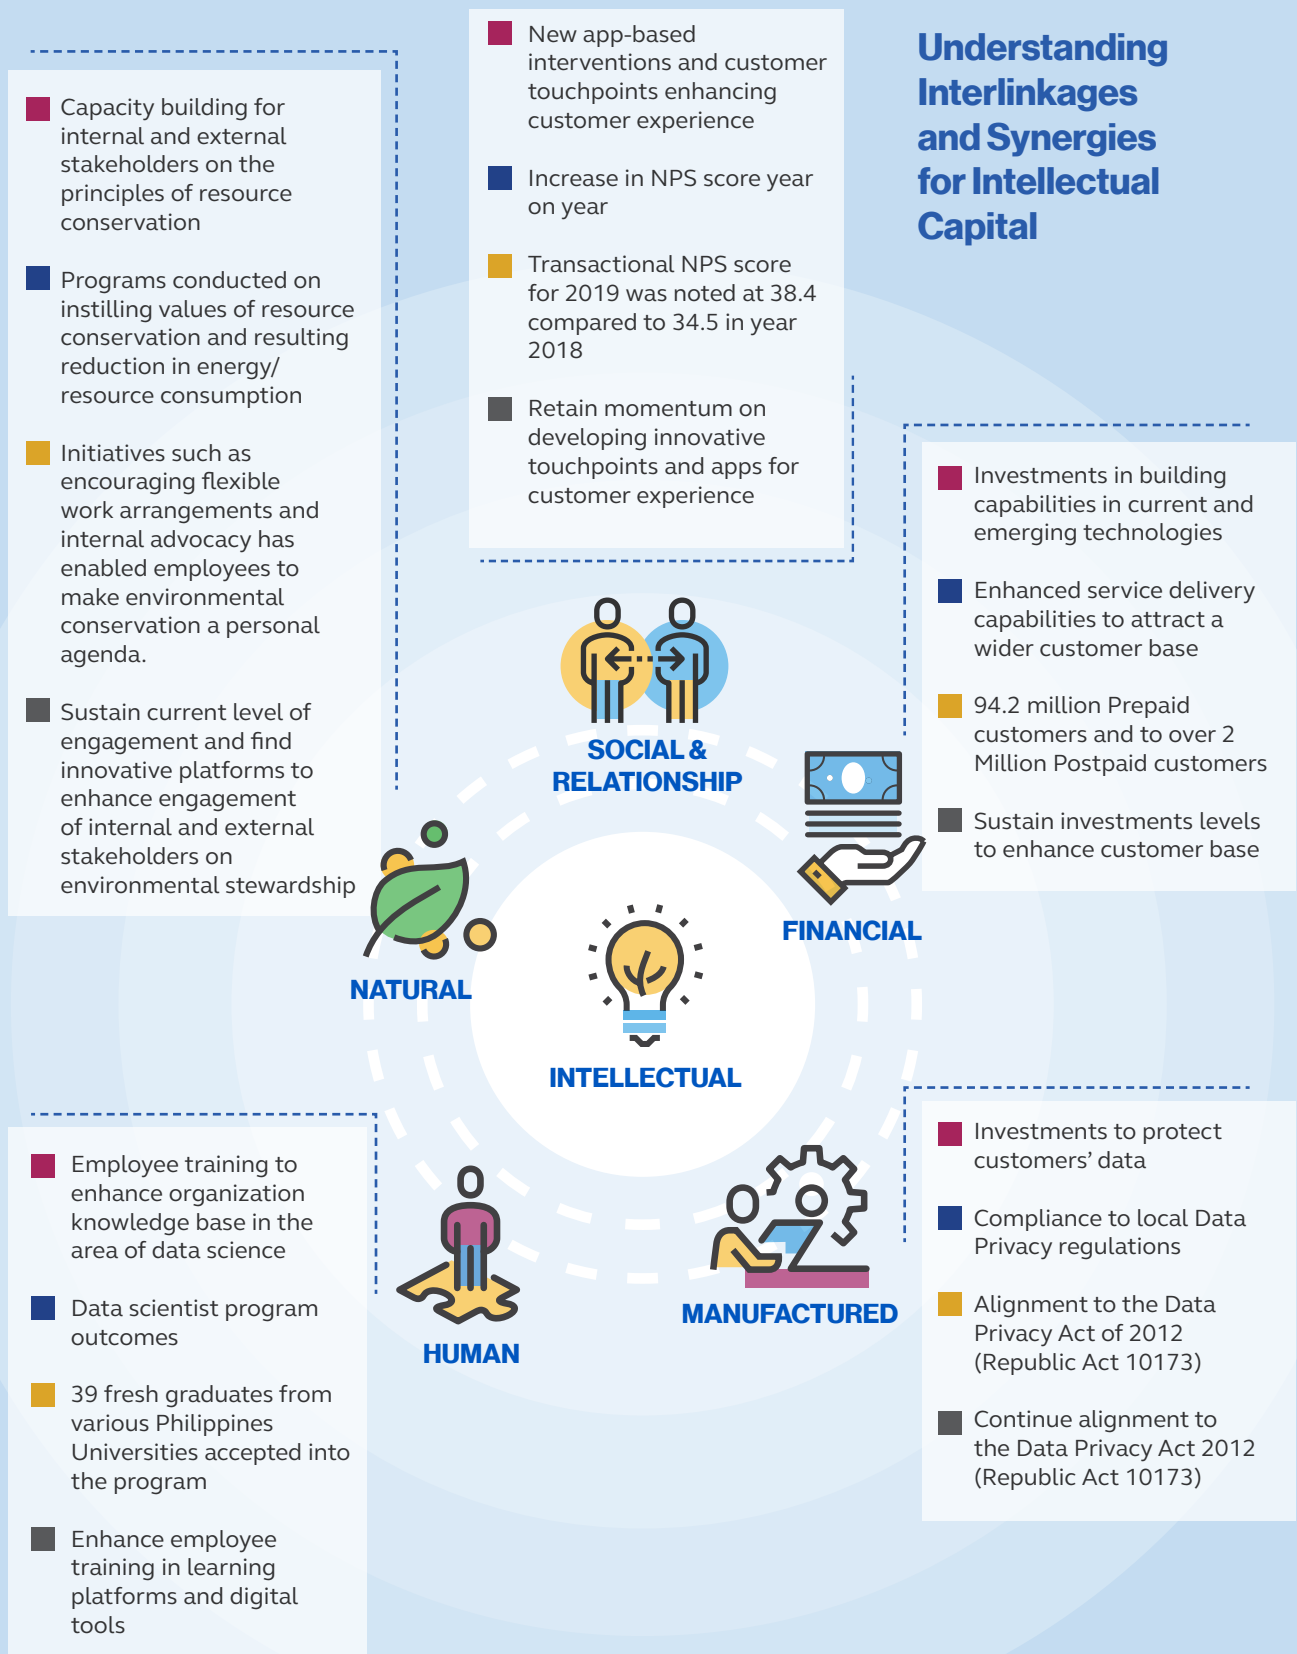 Understanding
Interlinkages
and Synergies
for Intellectual
Capital
Capacity building for
internal and external
stakeholders on the
principles of resource
conservation
Programs conducted on
instilling values of resource
conservation and resulting
reduction in energy/
resource consumption
Initiatives such as
encouraging flexible
work arrangements and
internal advocacy has
enabled employees to
make environmental
conservation a personal
agenda.
Sustain current level of
engagement and find
innovative platforms to
enhance engagement
of internal and external
stakeholders on
environmental stewardship
New app-based
interventions and customer
touchpoints enhancing
customer experience
Increase in NPS score year
on year
Transactional NPS score
for 2019 was noted at 38.4
compared to 34.5 in year
2018
Retain momentum on
developing innovative
touchpoints and apps for
customer experience
Investments in building
capabilities in current and
emerging technologies
Enhanced service delivery
capabilities to attract a
wider customer base
94.2 million Prepaid
customers and to over 2
Million Postpaid customers
Sustain investments levels
to enhance customer base
SOCIAL &
RELATIONSHIP
FINANCIAL
NATURAL
INTELLECTUAL
MANUFACTURED
HUMAN
Employee training to
enhance organization
knowledge base in the
area of data science
Data scientist program
outcomes
39 fresh graduates from
various Philippines
Universities accepted into
the program
Enhance employee
training in learning
platforms and digital
tools
Investments to protect
customers’ data
Compliance to local Data
Privacy regulations
Alignment to the Data
Privacy Act of 2012
(Republic Act 10173)
Continue alignment to
the Data Privacy Act 2012
(Republic Act 10173)